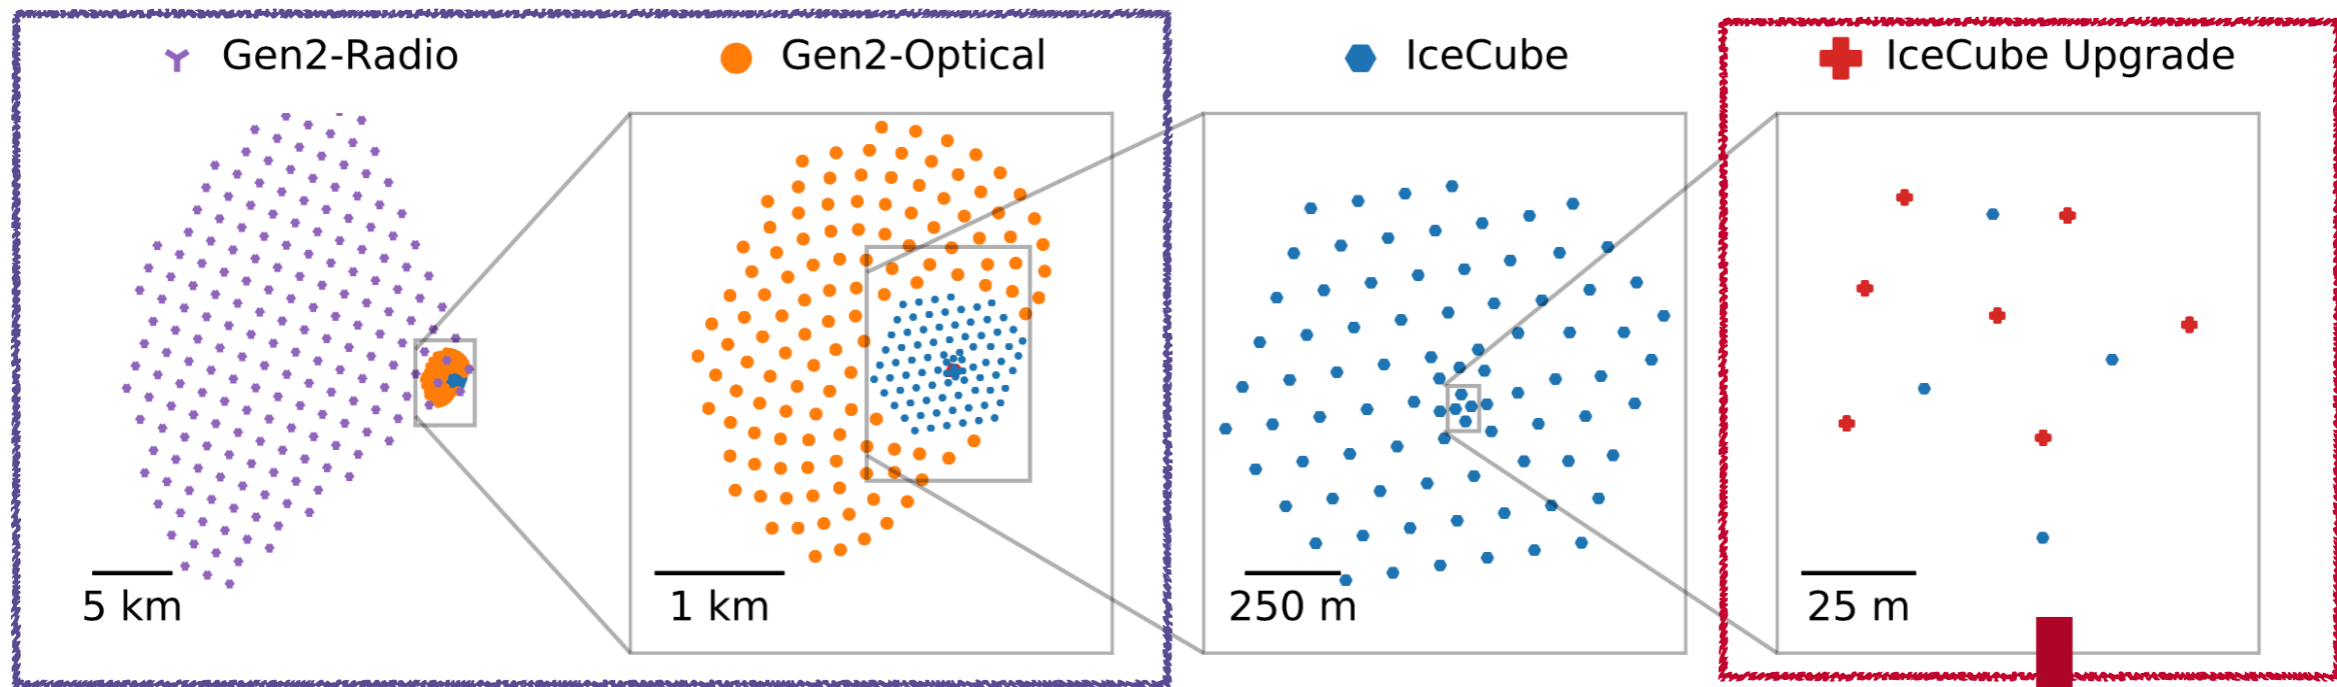 Gen2-Radio
Gen2-Optical
IceCube
IceCube Upgrade
5 km
1 km
250 m
25 m